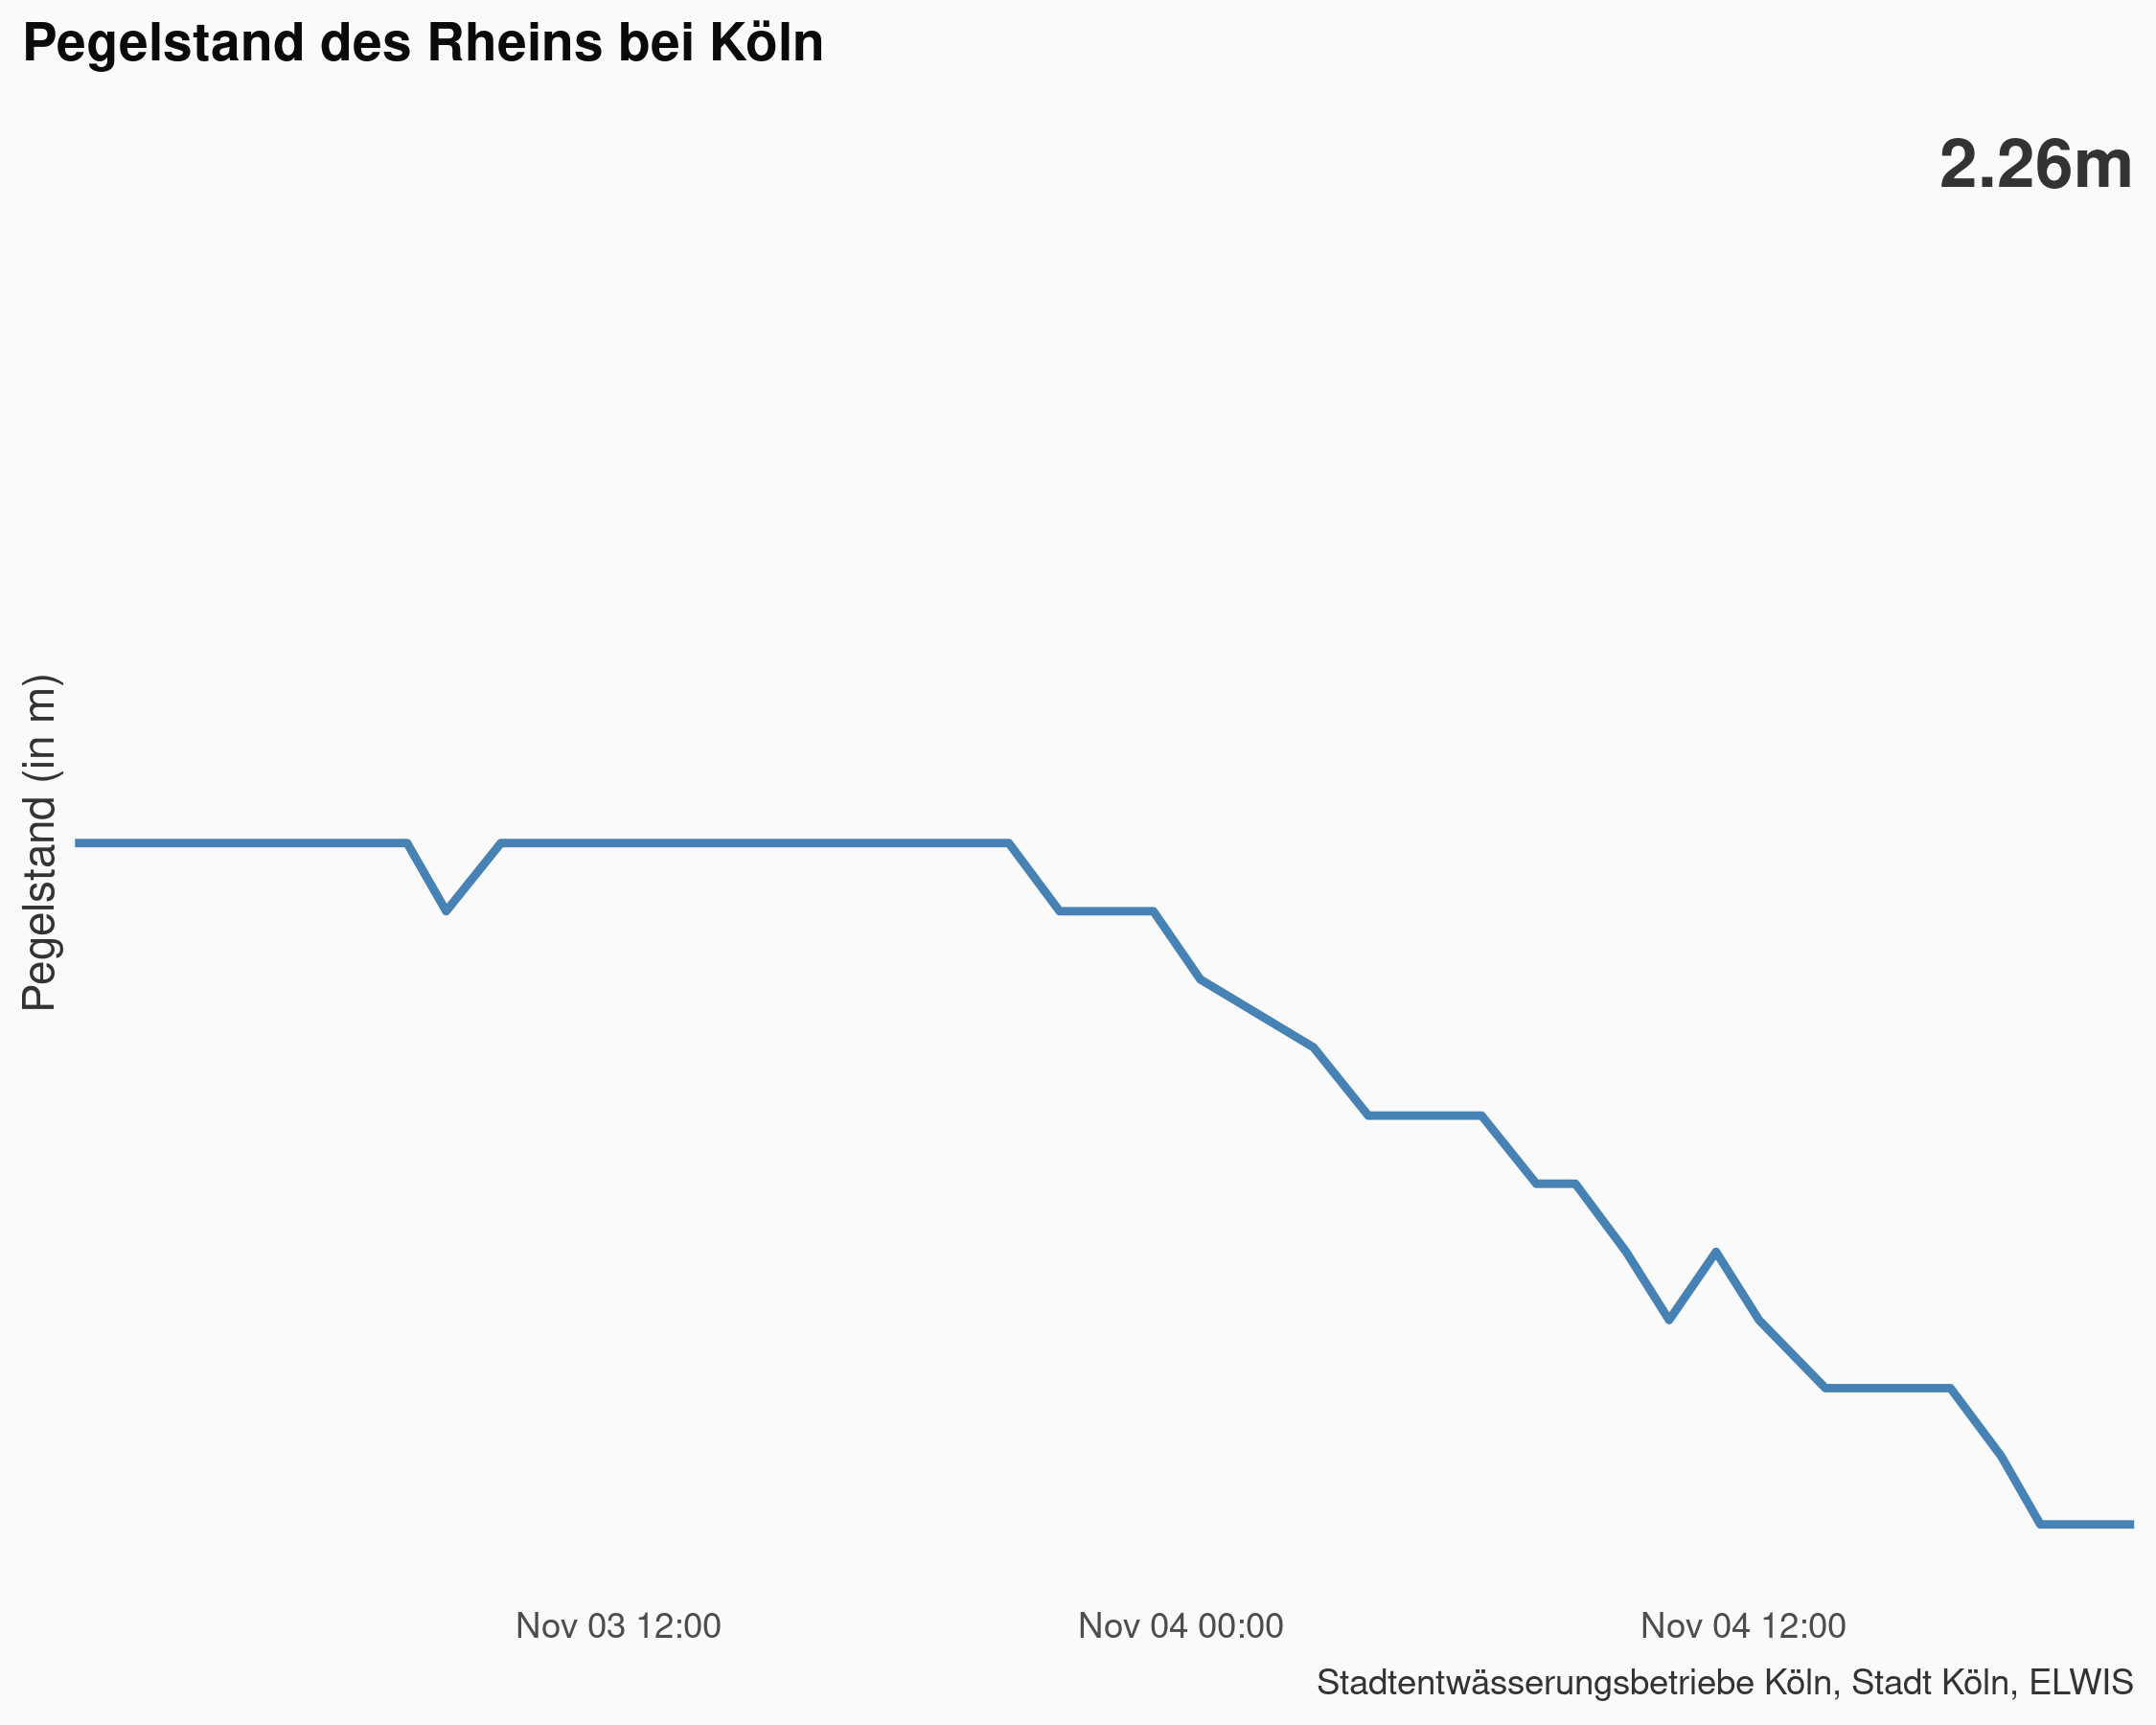 Pegelstand des Rheins bei Köln
2.26m
Pegelstand (in m)
Nov 03 12:00
Nov 04 00:00
Nov 04 12:00
Stadtentwässerungsbetriebe Köln, Stadt Köln, ELWIS